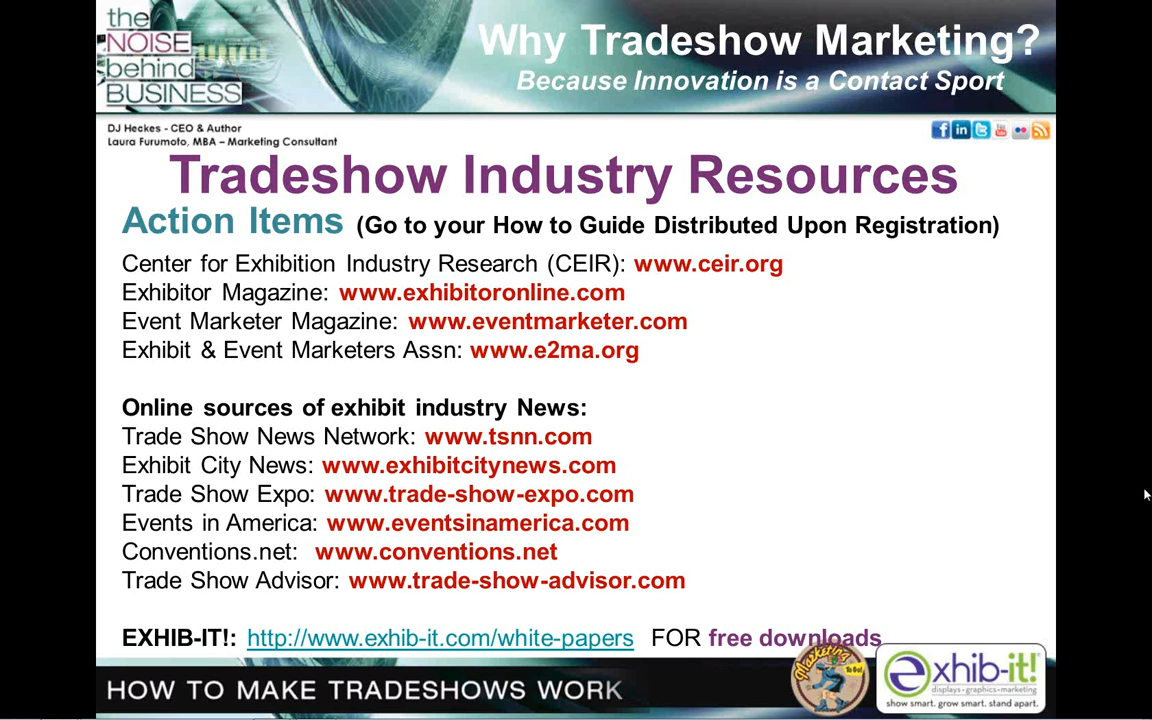 the
NOISE
behind
BUSINESS
Why Tradeshow Marketing?
Because Innovation is a Contact Sport
DJ Heckes - CEO & Author
Laura Furumoto, MBA – Marketing Consultant
Tradeshow Industry Resources
Action Items (Go to your How to Guide Distributed Upon Registration)
Center for Exhibition Industry Research (CEIR): www.ceir.org
Exhibitor Magazine: www.exhibitoronline.com
Event Marketer Magazine: www.eventmarketer.com
Exhibit & Event Marketers Assn: www.e2ma.org
Online sources of exhibit industry News:
Trade Show News Network: www.tsnn.com
Exhibit City News: www.exhibitcitynews.com
Trade Show Expo: www.trade-show-expo.com
Events in America: www.eventsinamerica.com
Conventions.net: www.conventions.net
Trade Show Advisor: www.trade-show-advisor.com
EXHIB-IT!: http://www.exhib-it.com/white-papers FOR free downloads
HOW TO MAKE TRADESHOWS WORK
Marketing
To Go!
exhib-it!
displays•graphics•marketing
show smart. grow smart. stand apart.